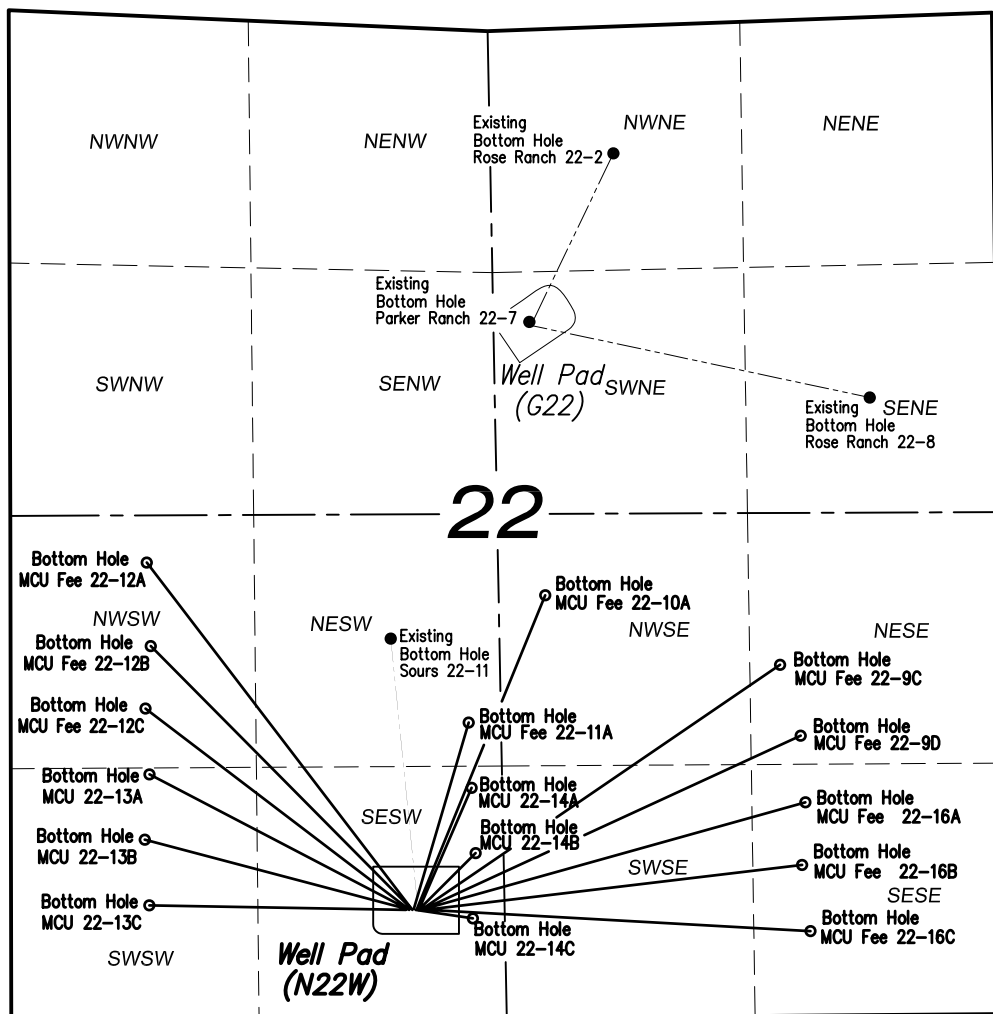 NWNW
NENW
Existing
Bottom Hole
Rose Ranch 22-2
NWNE
NENE
Existing
Bottom Hole
Parker Ranch 22-7
SWNW
SENW
Well Pad
(G22)
SWNE
SENE
Existing
Bottom Hole
Rose Ranch 22-8
22
Bottom Hole
MCU Fee 22-12A
NWSW
Bottom Hole
MCU Fee 22-12B
Bottom Hole
MCU Fee 22-12C
NESW
Existing
Bottom Hole
Sours 22-11
Bottom Hole
MCU Fee 22-10A
NWSE
NESE
Bottom Hole
MCU Fee 22-9C
Bottom Hole
MCU Fee 22-11A
Bottom Hole
MCU Fee 22-9D
Bottom Hole
MCU 22-13A
Bottom Hole
MCU 22-14A
Bottom Hole
MCU Fee 22-16A
SESW
Bottom Hole
MCU 22-13B
Bottom Hole
MCU 22-14B
SWSE
Bottom Hole
MCU Fee 22-16B
SESE
Bottom Hole
MCU 22-13C
Bottom Hole
MCU 22-14C
Bottom Hole
MCU Fee 22-16C
SWSW
Well Pad
(N22W)